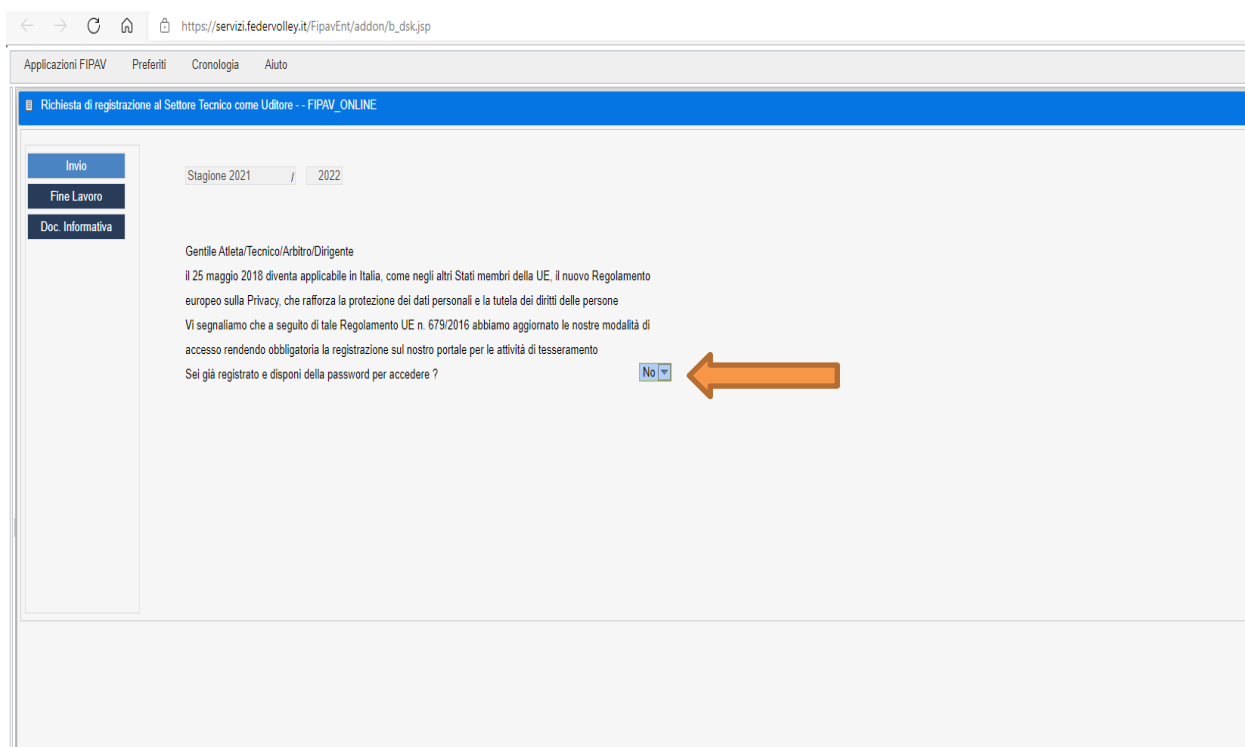 https://servizi.federvolley.it/FipavEnt/addon/b_dsk.jsp
Applicazioni FIPAV Preferiti Cronologia Aiuto
Richiesta di registrazione al Settore Tecnico come Uditore - - FIPAV_ONLINE
Invio
Fine Lavoro
Doc. Informativa
Stagione 2021 / 2022
Gentile Atleta/Tecnico/Arbitro/Dirigente
il 25 maggio 2018 diventa applicabile in Italia, come negli altri Stati membri della UE, il nuovo Regolamento
europeo sulla Privacy, che rafforza la protezione dei dati personali e la tutela dei diritti delle persone
Vi segnaliamo che a seguito di tale Regolamento UE n. 679/2016 abbiamo aggiornato le nostre modalità di
accesso rendendo obbligatoria la registrazione sul nostro portale per le attività di tesseramento
Sei già registrato e disponi della password per accedere ? No